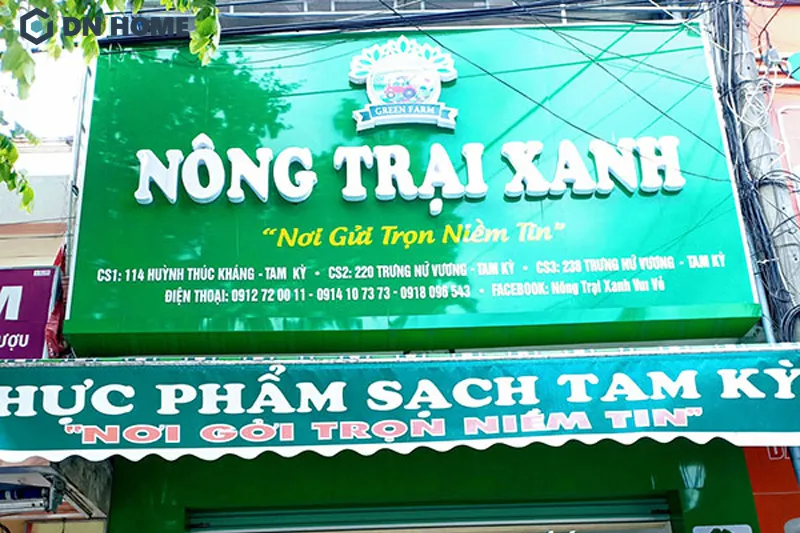 DN HOME
GREEN FARM
NÔNG TRẠI XANH
"Nơi Gửi Trọn Niềm Tin"
CS1: 114 HUỲNH THÚC KHÁNG - TAM KỲ • CS2: 220 TRƯNG NỮ VƯƠNG - TAM KỲ • CS3: 239 TRƯNG NỮ VƯƠNG - TAM KỲ
ĐIỆN THOẠI: 0912 72 00 11 - 0914 10 73 73 - 0918 096 543 • FACEBOOK: Nông Trại Xanh Vui Vẻ
M
ƯỢU
HỰC PHẨM SẠCH TAM KỲ
"NƠI GỞI TRỌN NIỀM TIN"